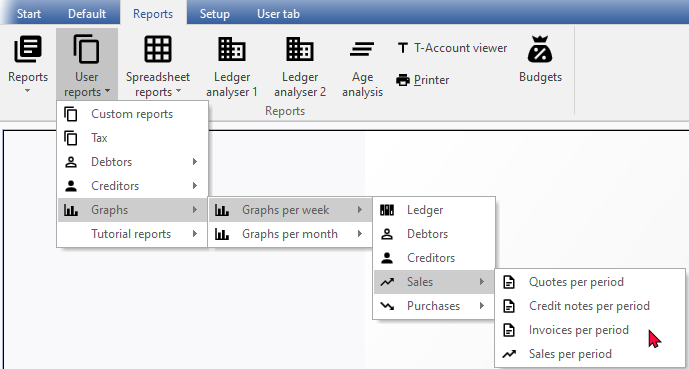 Start Default Reports Setup User tab
Reports User reports Spreadsheet reports Ledger analyser 1 Ledger analyser 2 Age analysis T-Account viewer Printer Budgets
Reports
Custom reports
Tax
Debtors
Creditors
Graphs
Tutorial reports
Graphs per week
Graphs per month
Ledger
Debtors
Creditors
Sales
Purchases
Quotes per period
Credit notes per period
Invoices per period
Sales per period